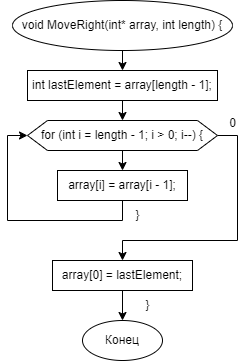 void MoveRight(int* array, int length) {
int lastElement = array[length - 1];
for (int i = length - 1; i > 0; i--) {
0
array[i] = array[i - 1];
}
array[0] = lastElement;
}
Конец